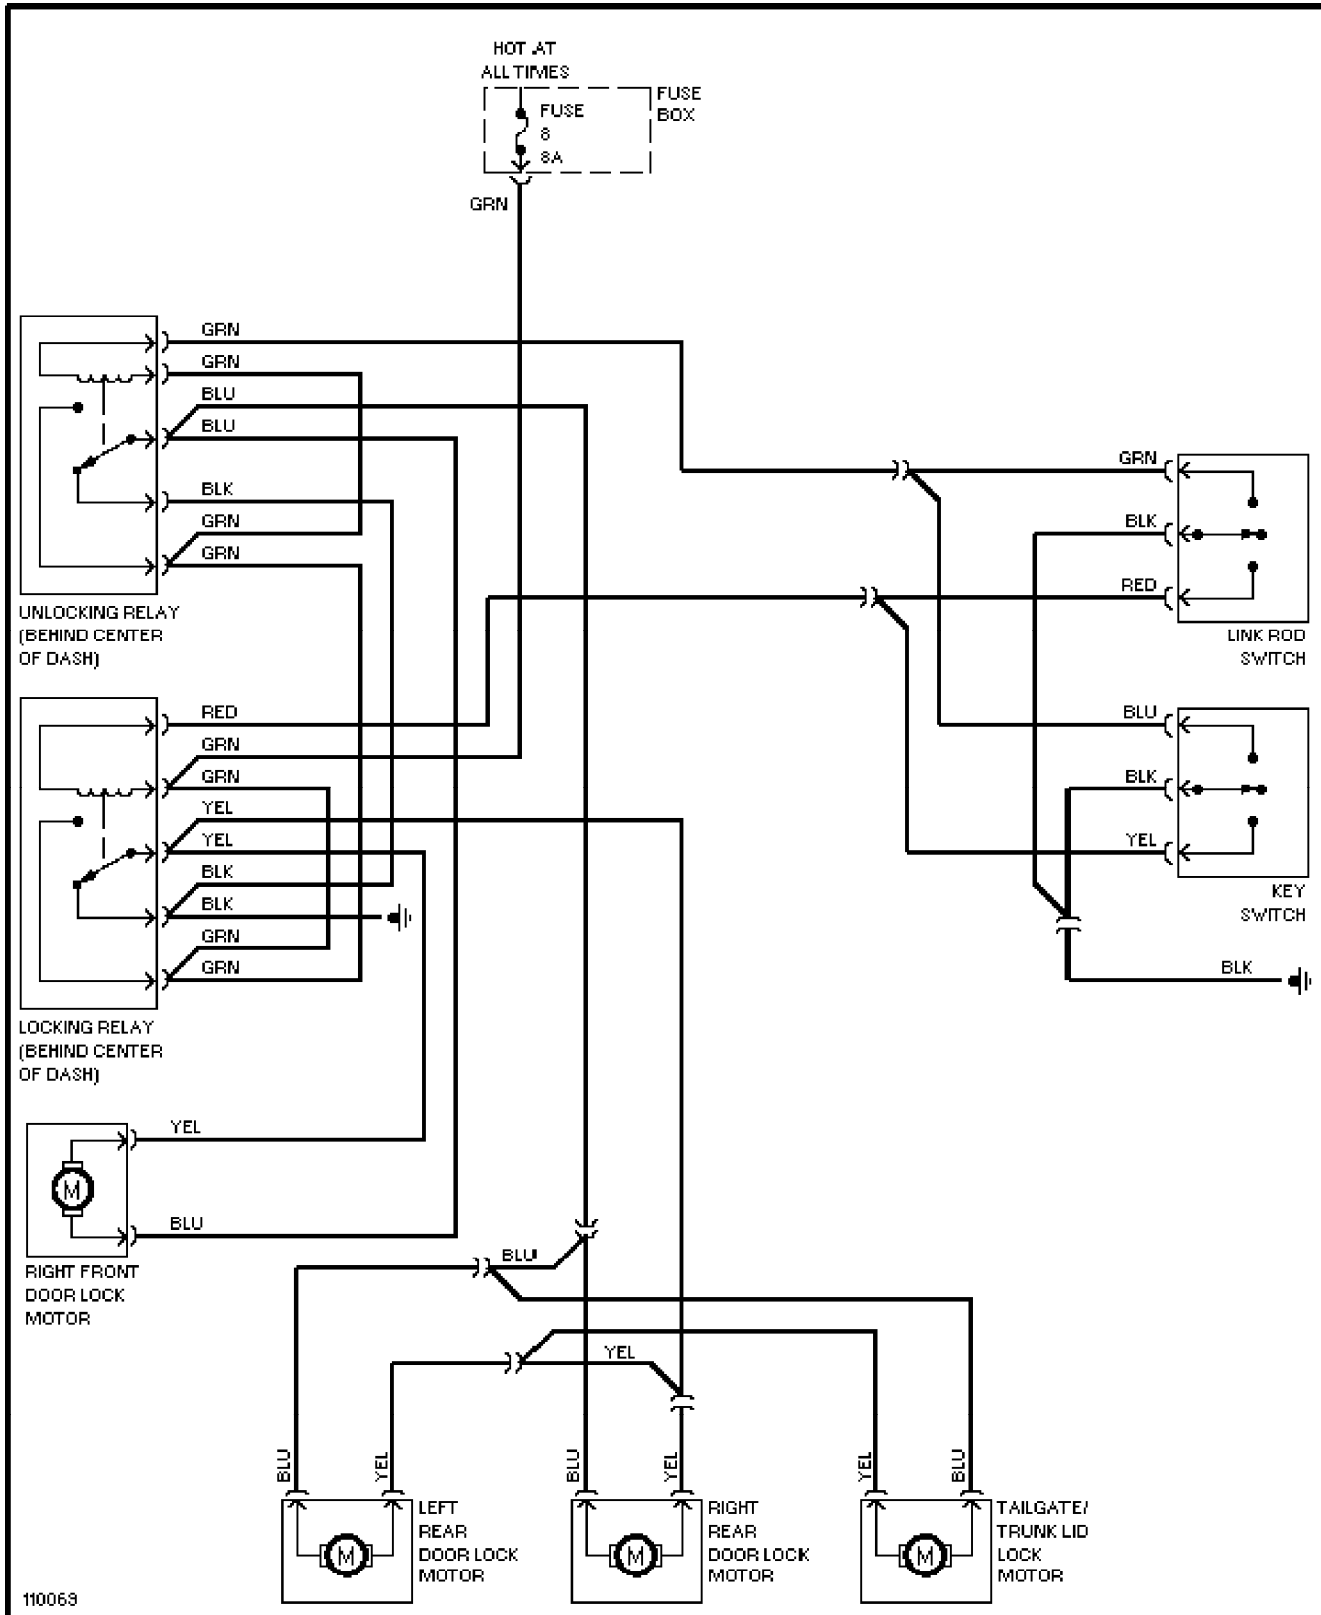 HOT AT
ALL TIMES
FUSE
BOX
FUSE
8
8A
GRN
GRN
GRN
BLU
BLU
BLK
GRN
GRN
UNLOCKING RELAY
(BEHIND CENTER
OF DASH)
GRN
BLK
RED
LINK ROD
SWITCH
RED
GRN
GRN
YEL
YEL
BLK
BLK
GRN
GRN
LOCKING RELAY
(BEHIND CENTER
OF DASH)
BLU
BLK
YEL
KEY
SWITCH
BLK
YEL
BLU
RIGHT FRONT
DOOR LOCK
MOTOR
BLU
YEL
BLU
YEL
BLU
YEL
YEL
BLU
LEFT
REAR
DOOR LOCK
MOTOR
RIGHT
REAR
DOOR LOCK
MOTOR
TAILGATE/
TRUNK LID
LOCK
MOTOR
110069